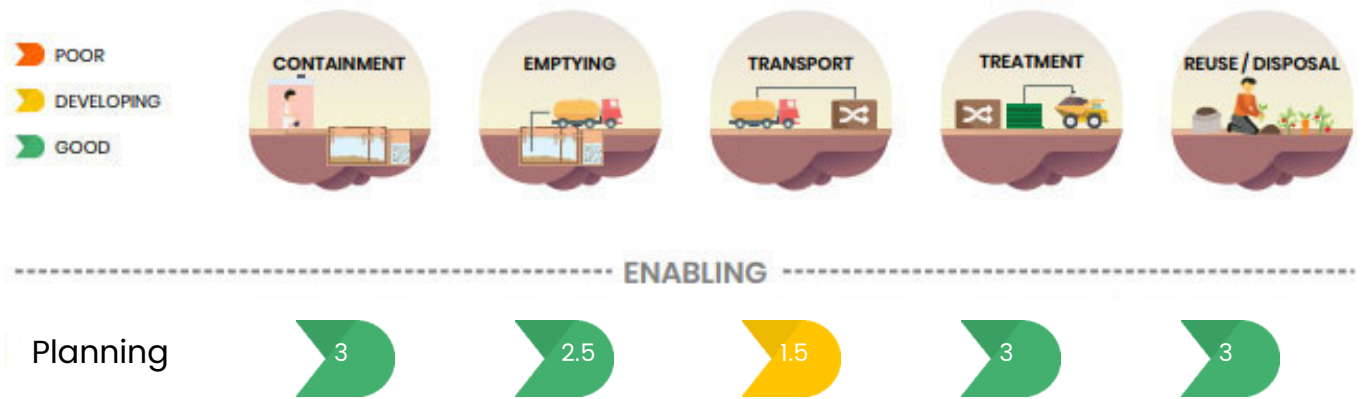 POOR
DEVELOPING
GOOD
CONTAINMENT
EMPTYING
TRANSPORT
TREATMENT
REUSE / DISPOSAL
ENABLING
Planning 3 2.5 1.5 3 3